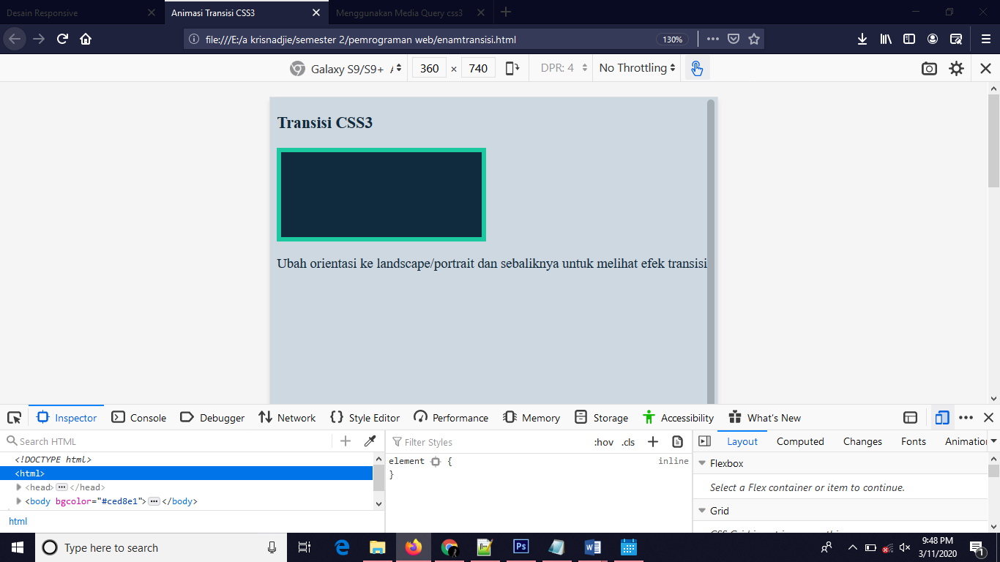 Desain Responsive
Animasi Transisi CSS3
Menggunakan Media Query css3
file:///E:/a krisnadjie/semester 2/pemrograman web/enamtransisi.html
130%
Galaxy S9/S9+
360 × 740
DPR: 4
No Throttling
Transisi CSS3
Ubah orientasi ke landscape/portrait dan sebaliknya untuk melihat efek transisi
Inspector
Console
Debugger
Network
Style Editor
Performance
Memory
Storage
Accessibility
What's New
Search HTML
Filter Styles
:hov .cls
Layout
Computed
Changes
Fonts
<!DOCTYPE html>
<html>
<head> </head>
<body bgcolor="#ced8e1"> </body>
html
element {
inline
}
Flexbox
Select a Flex container or item to continue.
Grid
Type here to search
Ps
9:48 PM
3/11/2020
1